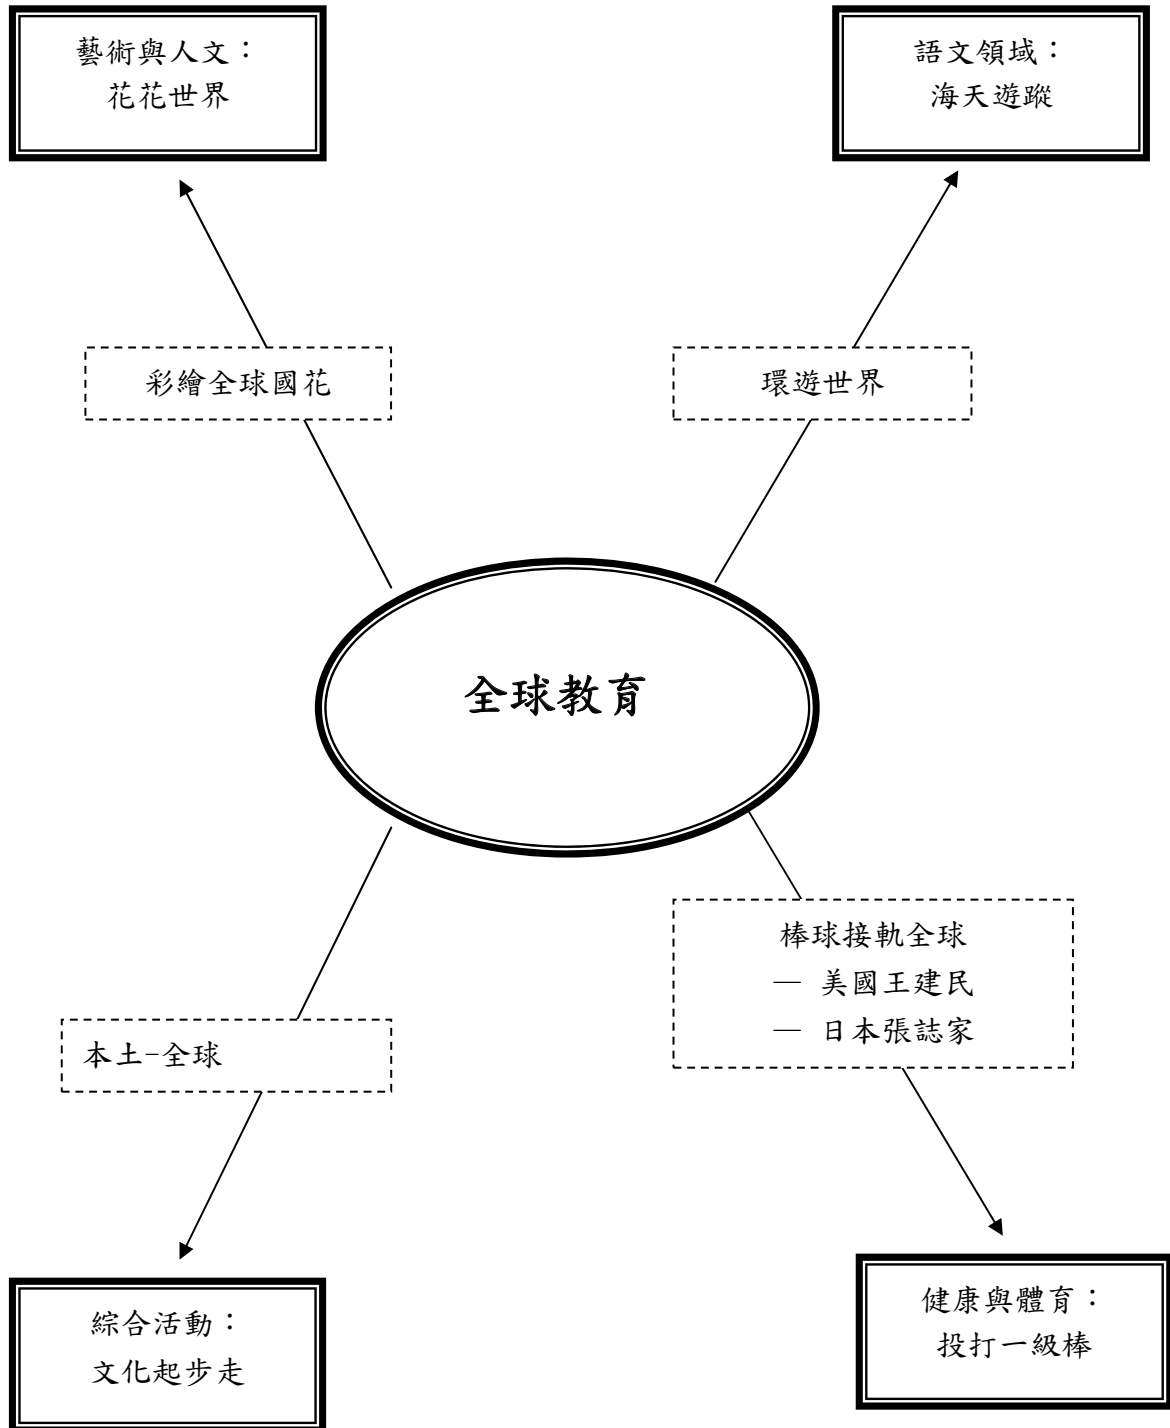 藝術與人文：
花花世界
語文領域：
海天遊蹤
彩繪全球國花
環遊世界
全球教育
棒球接軌全球
— 美國王建民
— 日本張誌家
本土-全球
綜合活動：
文化起步走
健康與體育：
投打一級棒